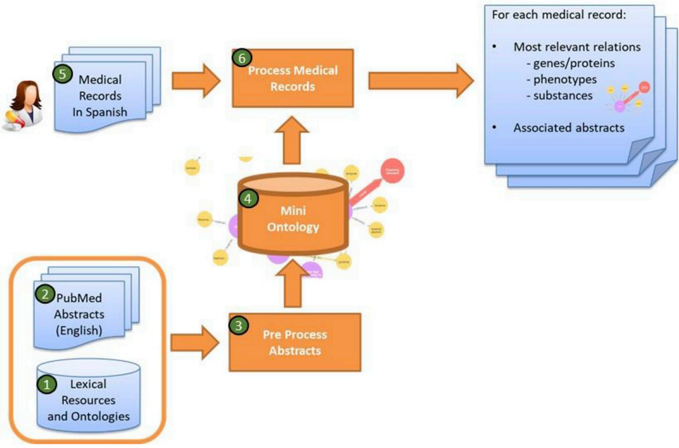 For each medical record:
• Most relevant relations
- genes/proteins
- phenotypes
- substances
• Associated abstracts
6
Process Medical
Records
5
Medical
Records
In Spanish
4
Mini
Ontology
2
PubMed
Abstracts
(English)
3
Pre Process
Abstracts
1
Lexical
Resources
and Ontologies